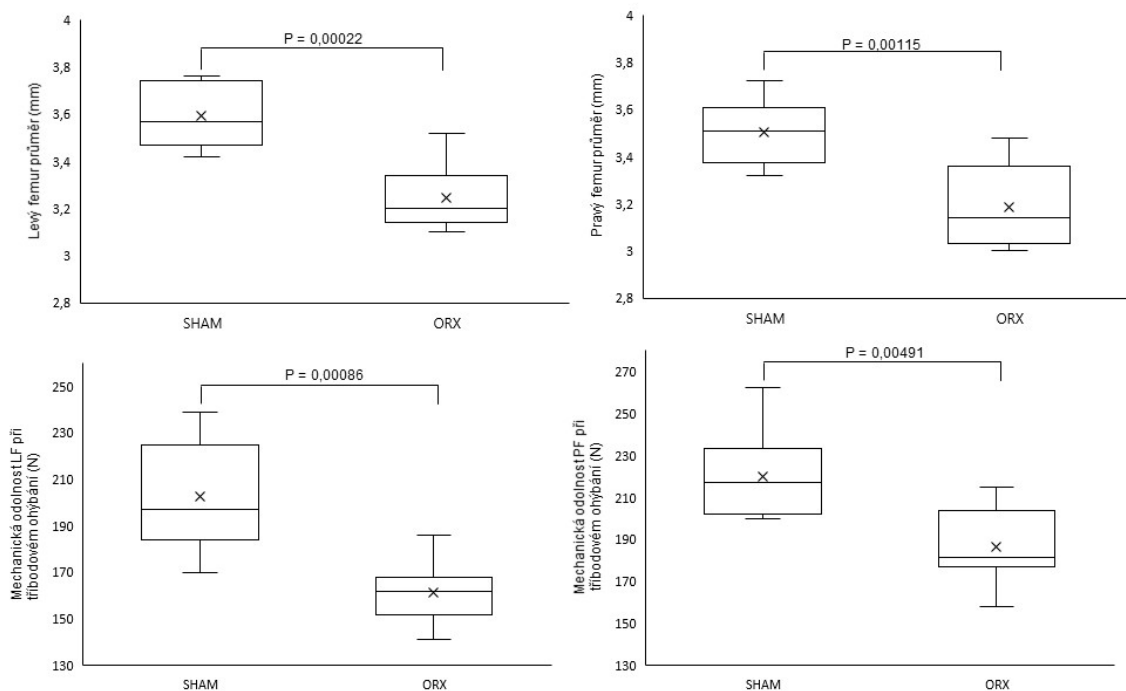 4
3,8
3,6
3,4
3,2
3
2,8
Levý femur průměr (mm)
P = 0,00022
SHAM
ORX
4
3,8
3,6
3,4
3,2
3
2,8
Pravý femur průměr (mm)
P = 0,00115
SHAM
ORX
250
230
210
190
170
150
130
Mechanická odolnost LF při
tříbodovém ohýbání (N)
P = 0,00086
SHAM
ORX
270
250
230
210
190
170
150
130
Mechanická odolnost PF při
tříbodovém ohýbání (N)
P = 0,00491
SHAM
ORX